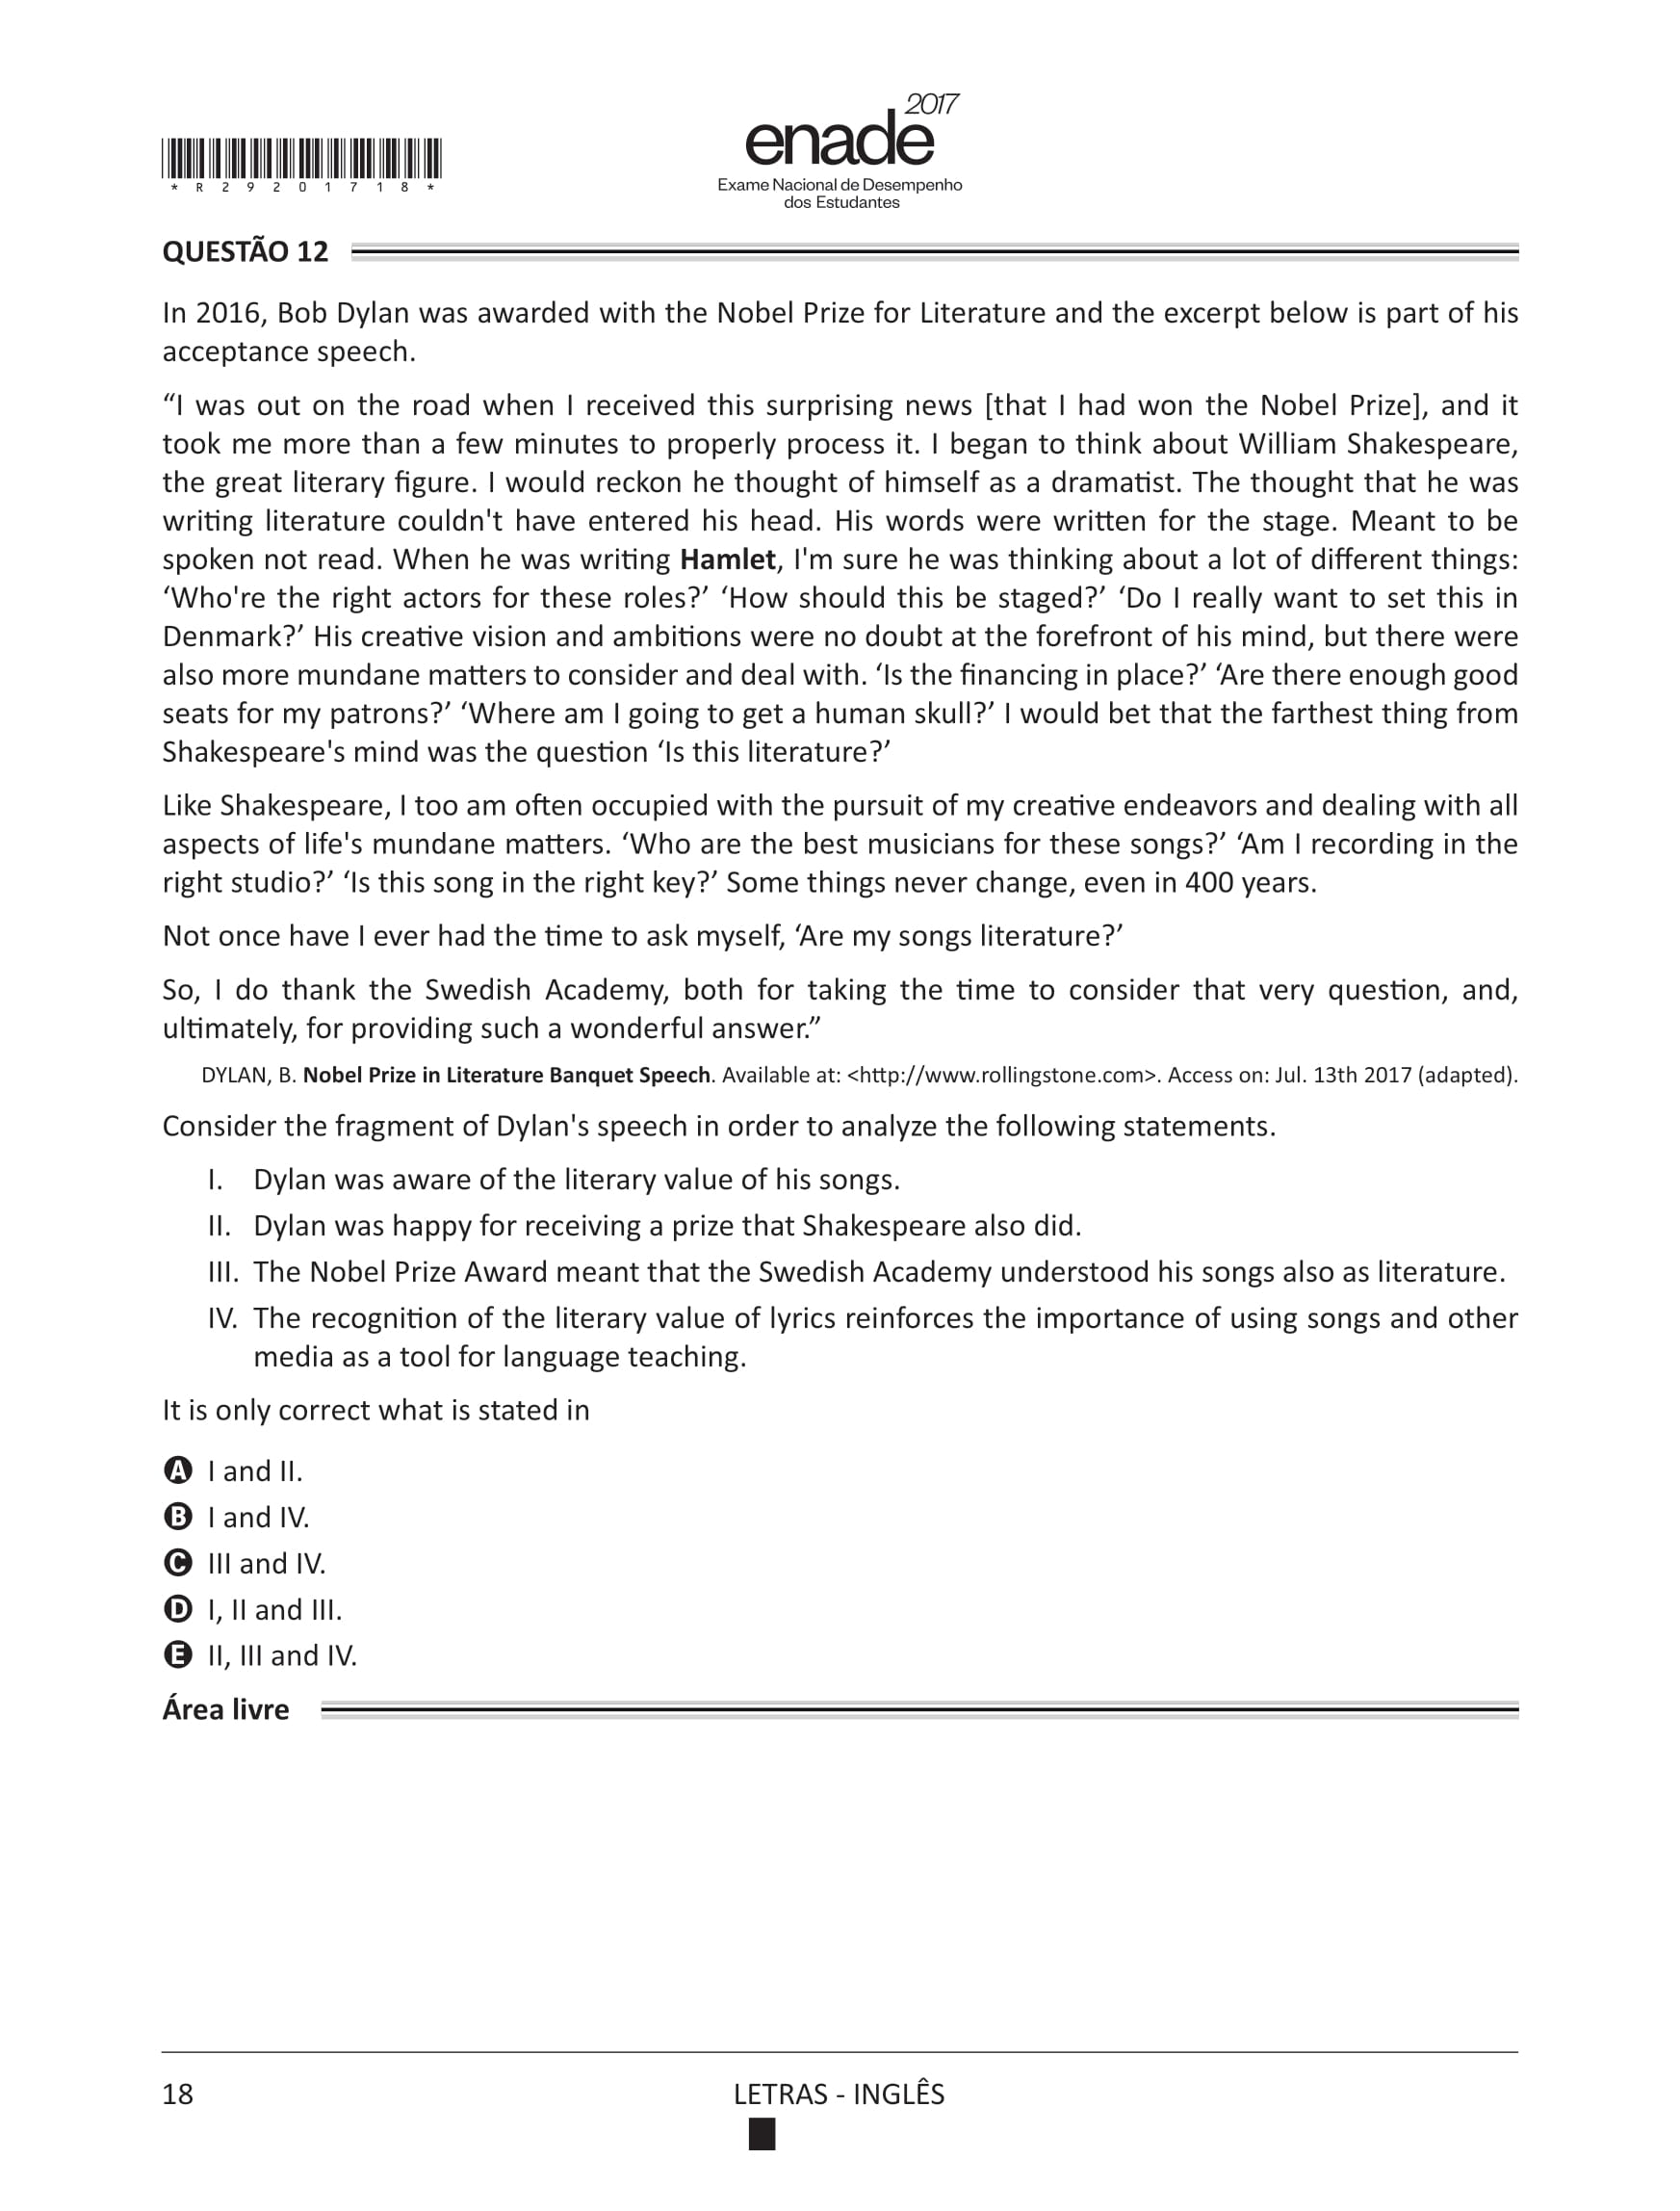 2017
enade
Exame Nacional de Desempenho
dos Estudantes
* R 2 9 2 0 1 7 1 8 *
QUESTÃO 12
In 2016, Bob Dylan was awarded with the Nobel Prize for Literature and the excerpt below is part of his
acceptance speech.
“I was out on the road when I received this surprising news [that I had won the Nobel Prize], and it
took me more than a few minutes to properly process it. I began to think about William Shakespeare,
the great literary figure. I would reckon he thought of himself as a dramatist. The thought that he was
writing literature couldn't have entered his head. His words were written for the stage. Meant to be
spoken not read. When he was writing Hamlet, I'm sure he was thinking about a lot of different things:
‘Who're the right actors for these roles?’ ‘How should this be staged?’ ‘Do I really want to set this in
Denmark?’ His creative vision and ambitions were no doubt at the forefront of his mind, but there were
also more mundane matters to consider and deal with. ‘Is the financing in place?’ ‘Are there enough good
seats for my patrons?’ ‘Where am I going to get a human skull?’ I would bet that the farthest thing from
Shakespeare's mind was the question ‘Is this literature?’
Like Shakespeare, I too am often occupied with the pursuit of my creative endeavors and dealing with all
aspects of life's mundane matters. ‘Who are the best musicians for these songs?’ ‘Am I recording in the
right studio?’ ‘Is this song in the right key?’ Some things never change, even in 400 years.
Not once have I ever had the time to ask myself, ‘Are my songs literature?’
So, I do thank the Swedish Academy, both for taking the time to consider that very question, and,
ultimately, for providing such a wonderful answer.”
DYLAN, B. Nobel Prize in Literature Banquet Speech. Available at: <http://www.rollingstone.com>. Access on: Jul. 13th 2017 (adapted).
Consider the fragment of Dylan's speech in order to analyze the following statements.
I. Dylan was aware of the literary value of his songs.
II. Dylan was happy for receiving a prize that Shakespeare also did.
III. The Nobel Prize Award meant that the Swedish Academy understood his songs also as literature.
IV. The recognition of the literary value of lyrics reinforces the importance of using songs and other
media as a tool for language teaching.
It is only correct what is stated in
A I and II.
B I and IV.
C III and IV.
D I, II and III.
E II, III and IV.
Área livre
18
LETRAS - INGLÊS